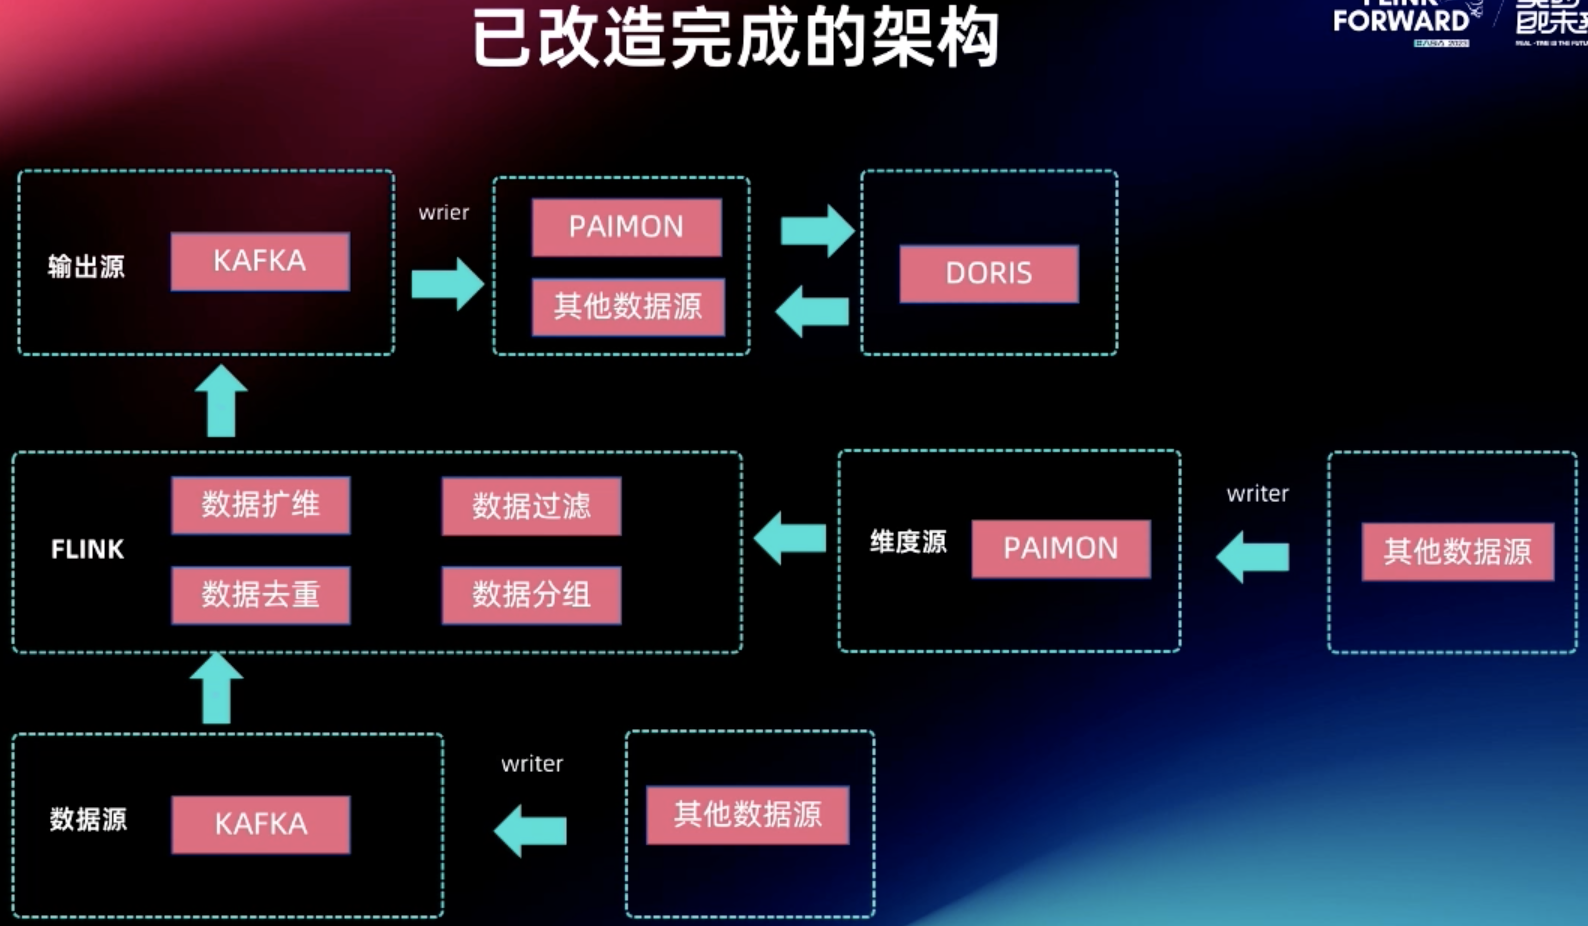 已改造完成的架构
FLINK
FORWARD
ASIA 2023
输出源
KAFKA
wrier
PAIMON
其他数据源
DORIS
FLINK
数据扩维
数据过滤
数据去重
数据分组
维度源
PAIMON
writer
其他数据源
数据源
KAFKA
writer
其他数据源